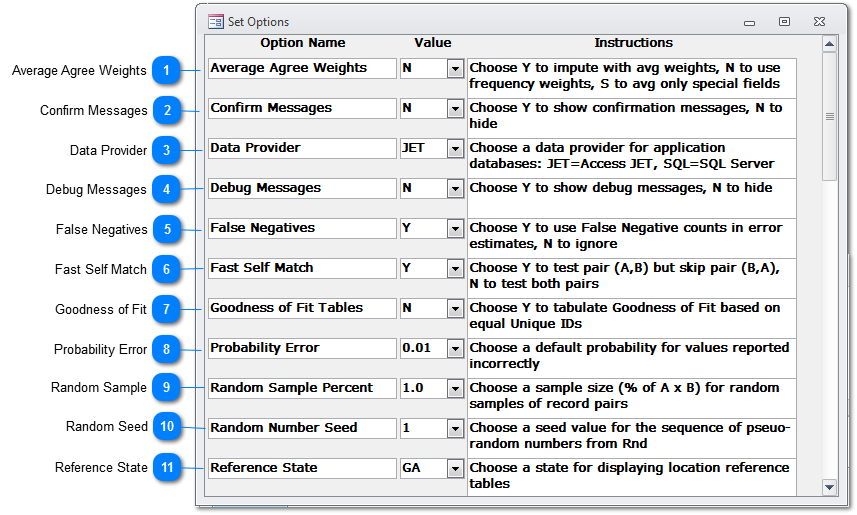 Set Options
Option Name Value Instructions
Average Agree Weights 1 Average Agree Weights N Choose Y to impute with avg weights, N to use
frequency weights, S to avg only special fields
Confirm Messages 2 Confirm Messages N Choose Y to show confirmation messages, N to
hide
Data Provider 3 Data Provider JET Choose a data provider for application
databases: JET=Access JET, SQL=SQL Server
Debug Messages 4 Debug Messages N Choose Y to show debug messages, N to hide
False Negatives 5 False Negatives Y Choose Y to use False Negative counts in error
estimates, N to ignore
Fast Self Match 6 Fast Self Match Y Choose Y to test pair (A,B) but skip pair (B,A),
N to test both pairs
Goodness of Fit 7 Goodness of Fit Tables N Choose Y to tabulate Goodness of Fit based on
equal Unique IDs
Probability Error 8 Probability Error 0.01 Choose a default probability for values reported
incorrectly
Random Sample 9 Random Sample Percent 1.0 Choose a sample size (% of A x B) for random
samples of record pairs
Random Seed 10 Random Number Seed 1 Choose a seed value for the sequence of pseuo-
random numbers from Rnd
Reference State 11 Reference State GA Choose a state for displaying location reference
tables